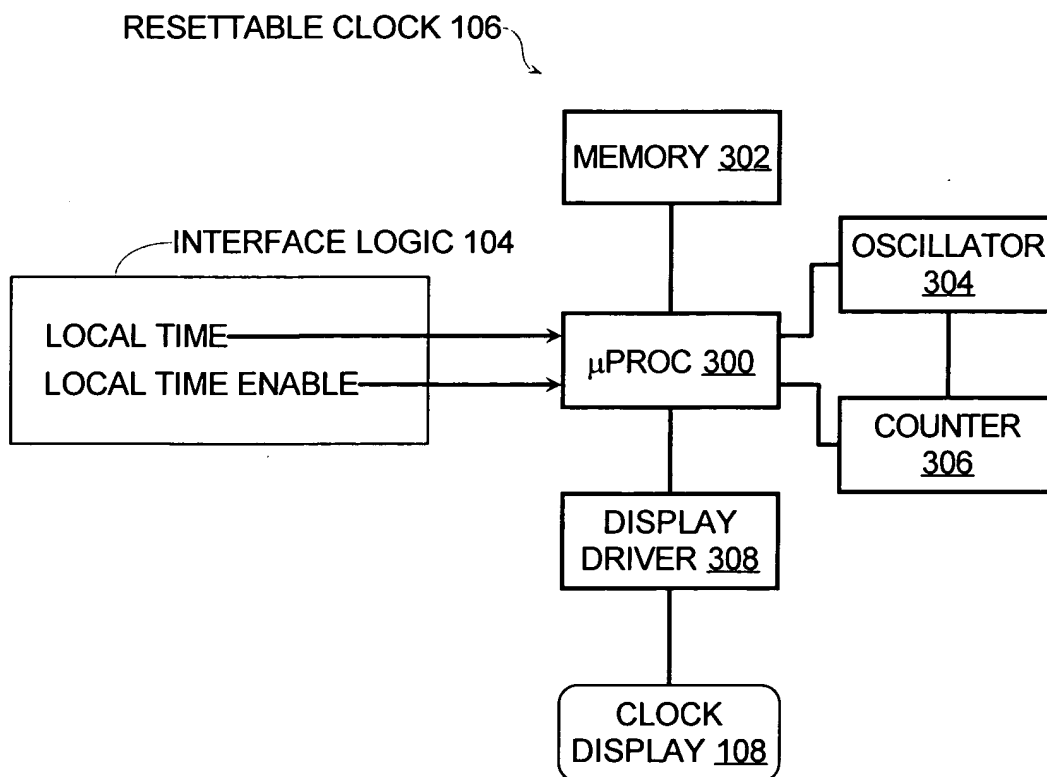 RESETTABLE CLOCK 106
MEMORY 302
INTERFACE LOGIC 104
OSCILLATOR
304
LOCAL TIME
LOCAL TIME ENABLE
μPROC 300
COUNTER
306
DISPLAY
DRIVER 308
CLOCK
DISPLAY 108